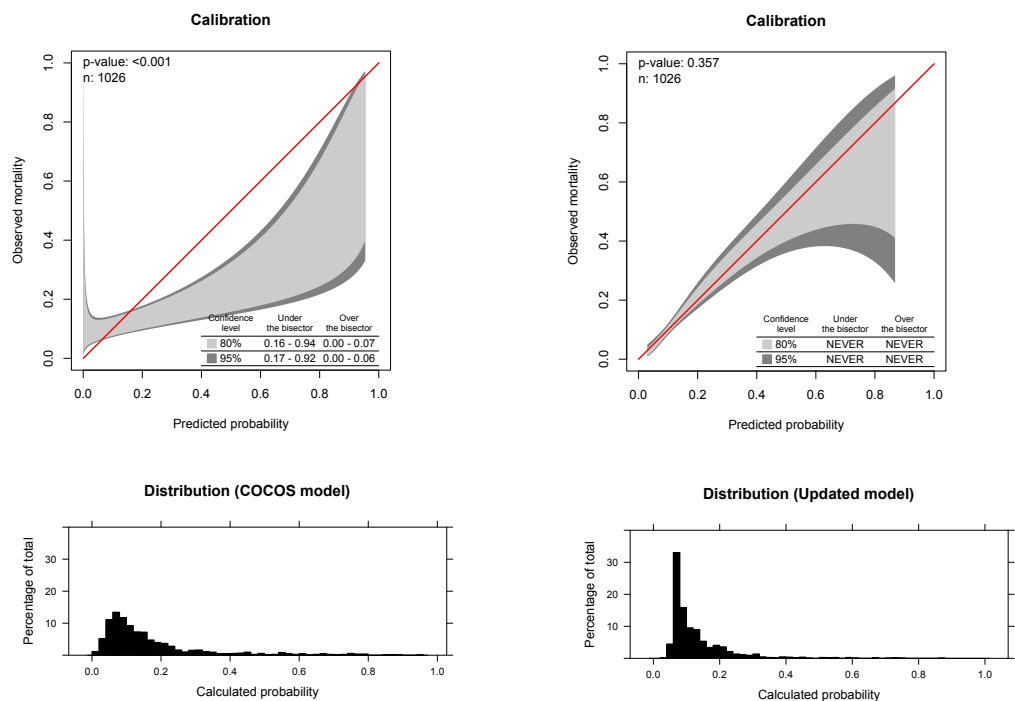 Calibration
p-value: <0.001
n: 1026
1.0
0.8
0.6
0.4
0.2
0.0
Observed mortality
Confidence level Under the bisector Over the bisector
80% 0.16 - 0.94 0.00 - 0.07
95% 0.17 - 0.92 0.00 - 0.06
0.0 0.2 0.4 0.6 0.8 1.0
Predicted probability
Calibration
p-value: 0.357
n: 1026
1.0
0.8
0.6
0.4
0.2
0.0
Observed mortality
Confidence level Under the bisector Over the bisector
80% NEVER NEVER
95% NEVER NEVER
0.0 0.2 0.4 0.6 0.8 1.0
Predicted probability
Distribution (COCOS model)
Percentage of total
30
20
10
0.0 0.2 0.4 0.6 0.8 1.0
Calculated probability
Distribution (Updated model)
Percentage of total
30
20
10
0.0 0.2 0.4 0.6 0.8 1.0
Calculated probability